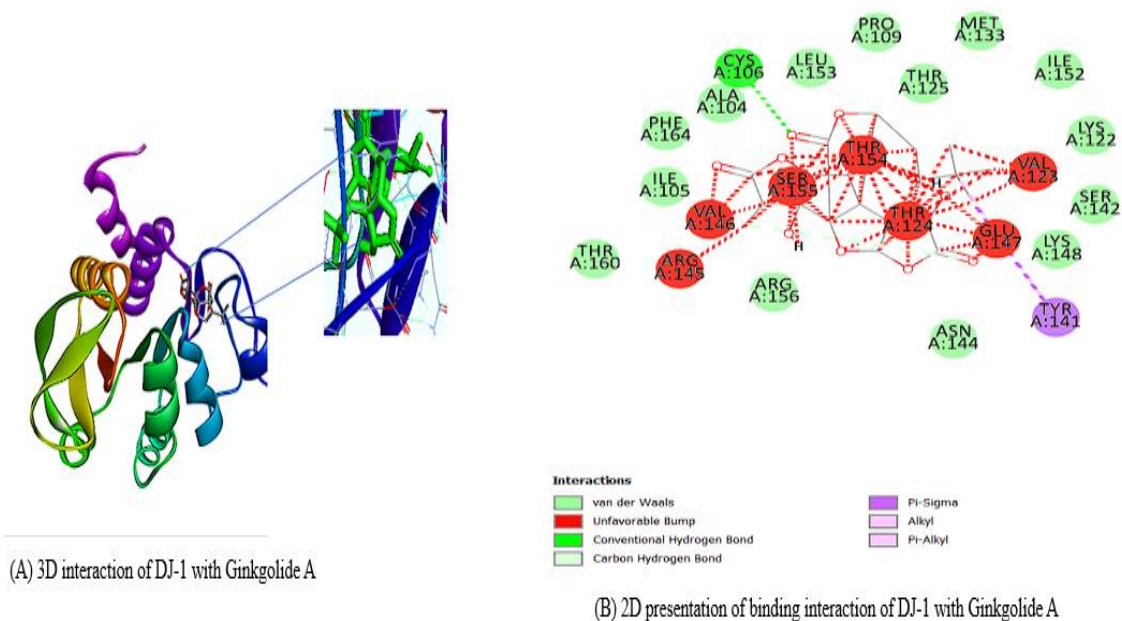 PRO
A:109
MET
A:133
CYS
A:106
LEU
A:153
THR
A:125
ILE
A:152
ALA
A:104
PHE
A:164
LYS
A:122
THR
A:154
VAL
A:123
SER
A:155
H
ILE
A:105
SER
A:142
VAL
A:146
THR
A:124
GLU
A:147
H
LYS
A:148
THR
A:160
ARG
A:145
ARG
A:156
TYR
A:141
ASN
A:144
Interactions
van der Waals
Unfavorable Bump
Conventional Hydrogen Bond
Carbon Hydrogen Bond
Pi-Sigma
Alkyl
Pi-Alkyl
(A) 3D interaction of DJ-1 with Ginkgolide A
(B) 2D presentation of binding interaction of DJ-1 with Ginkgolide A